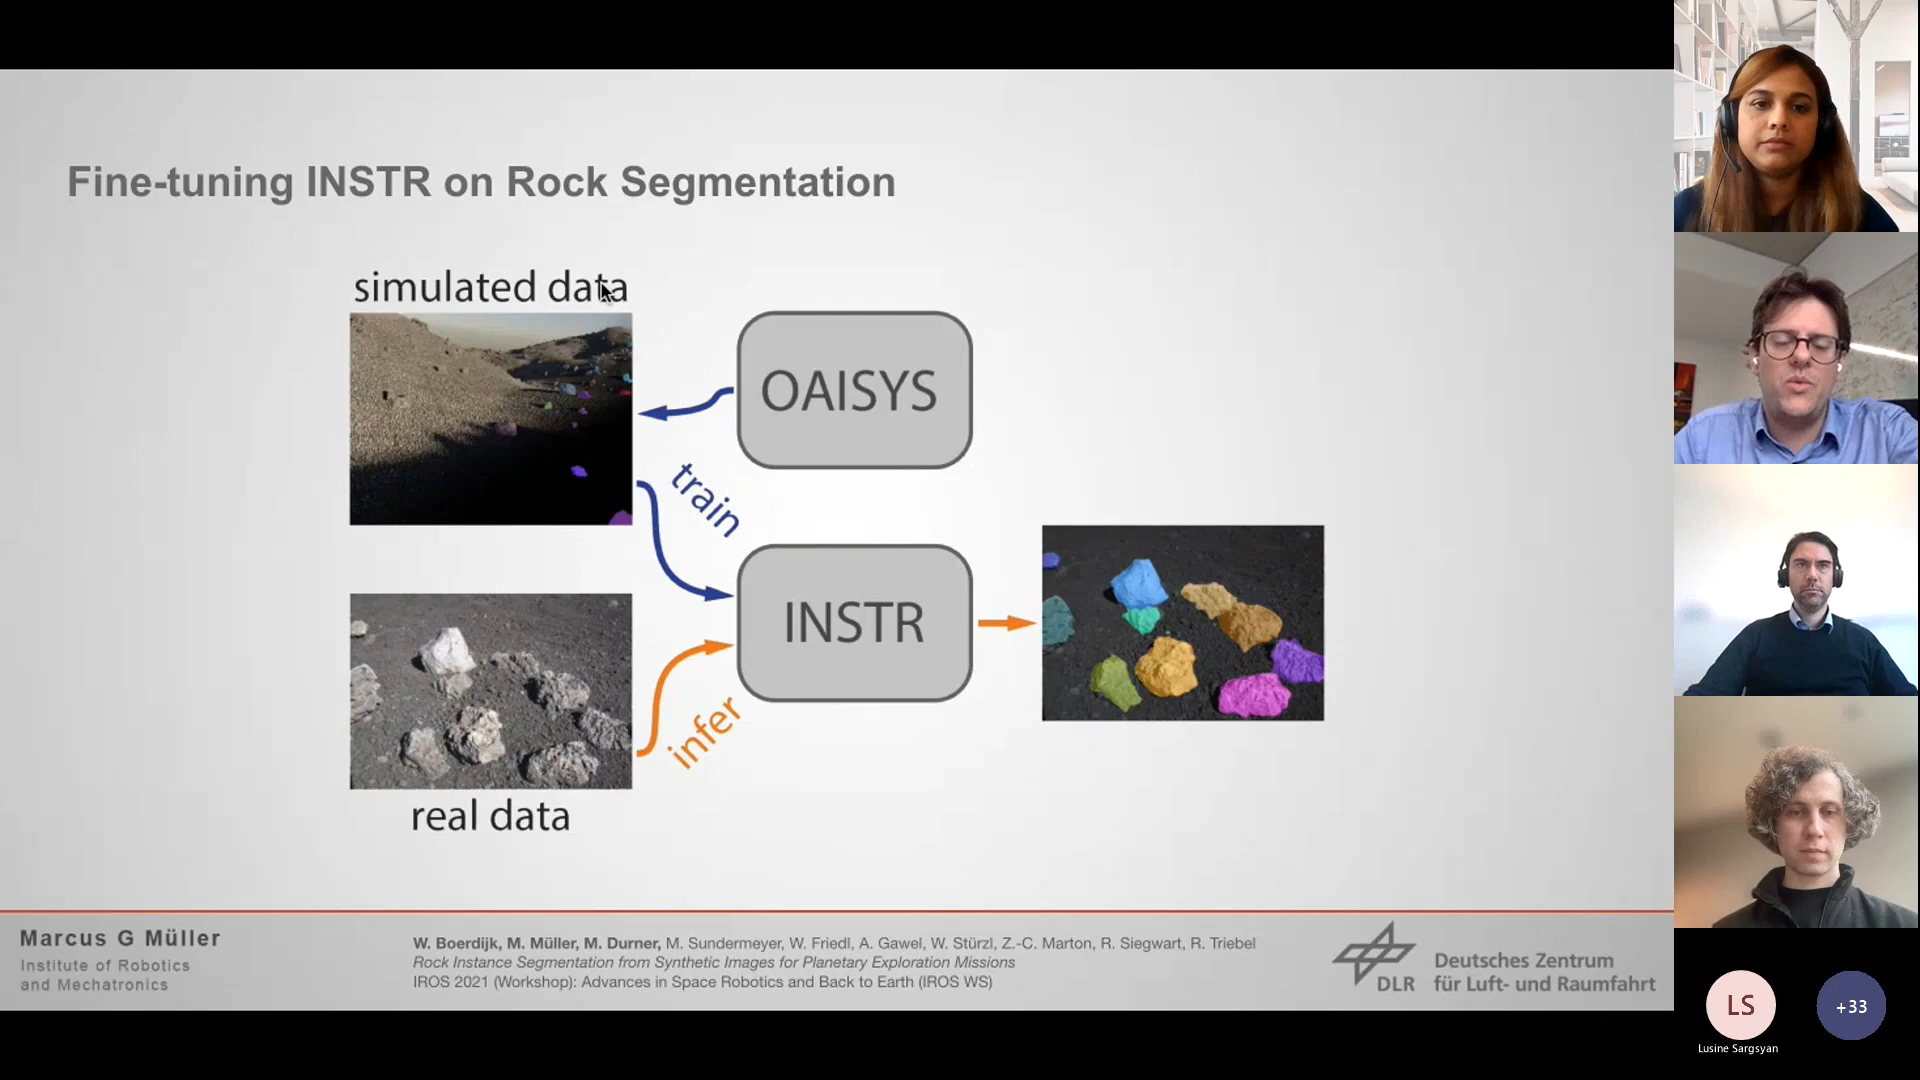 Fine-tuning INSTR on Rock Segmentation
simulated data
OAISYS
train
INSTR
infer
real data
Marcus G Müller
Institute of Robotics
and Mechatronics
W. Boerdijk, M. Müller, M. Durner, M. Sundermeyer, W. Friedl, A. Gawel, W. Stürzl, Z.-C. Marton, R. Siegwart, R. Triebel
Rock Instance Segmentation from Synthetic Images for Planetary Exploration Missions
IROS 2021 (Workshop): Advances in Space Robotics and Back to Earth (IROS WS)
DLR
Deutsches Zentrum
für Luft- und Raumfahrt
LS
+33
Lusine Sargsyan